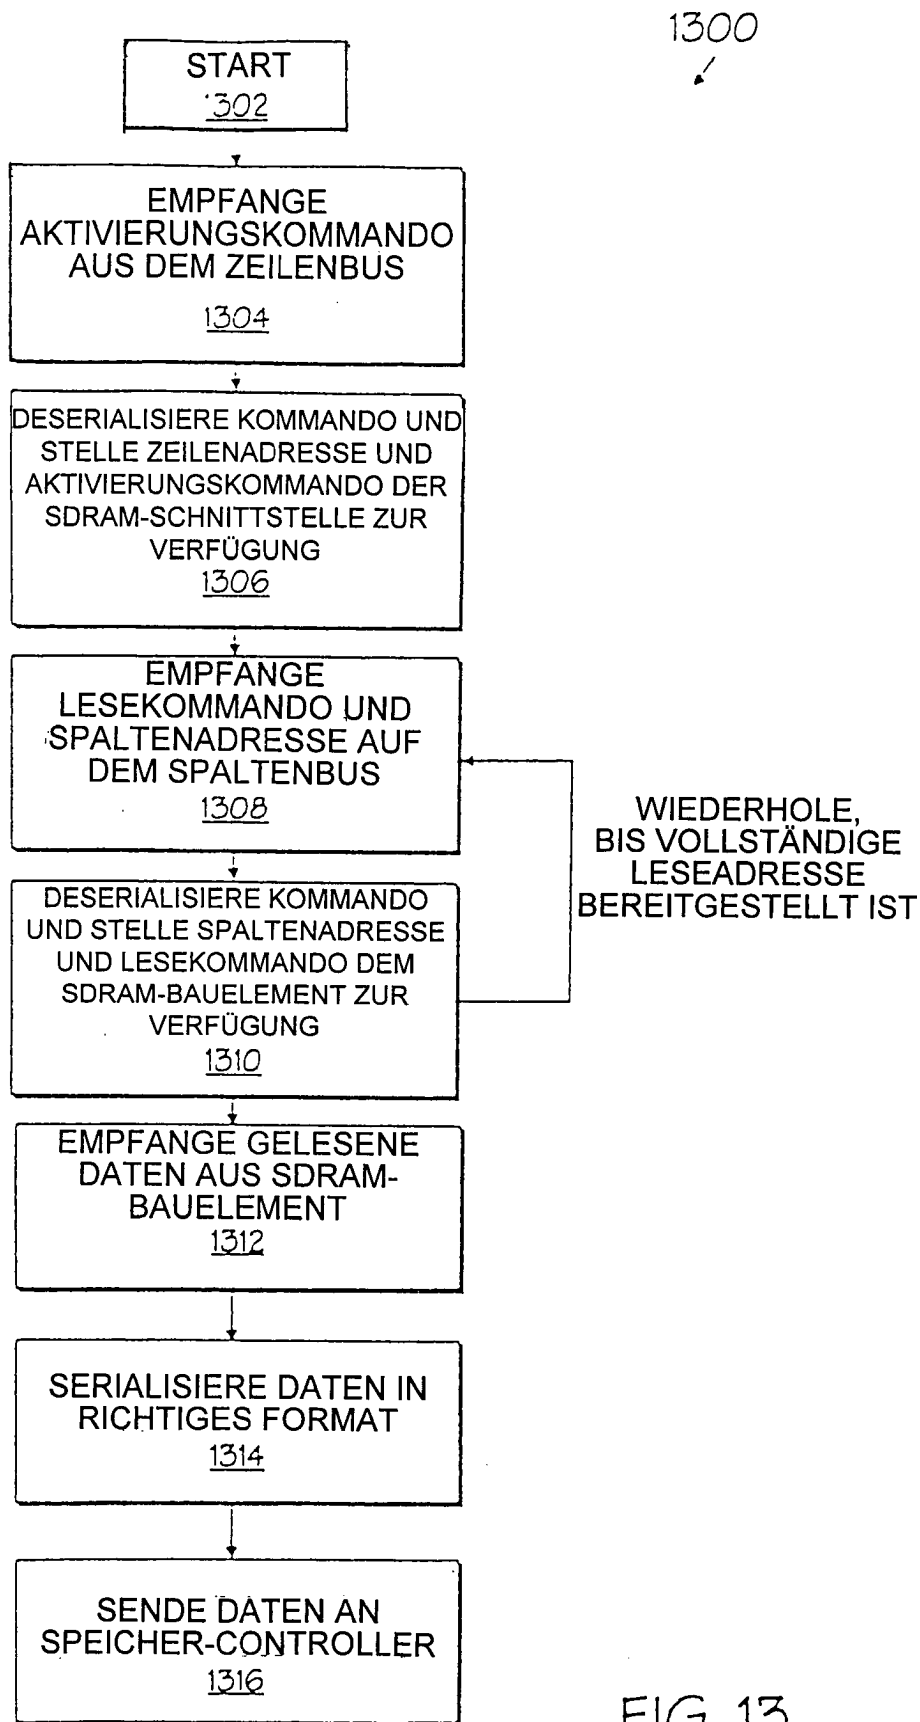 1300
START
1302
EMPFANGE
AKTIVIERUNGSKOMMANDO
AUS DEM ZEILENBUS
1304
DESERIALISIERE KOMMANDO UND
STELLE ZEILENADRESSE UND
AKTIVIERUNGSKOMMANDO DER
SDRAM-SCHNITTSTELLE ZUR
VERFÜGUNG
1306
EMPFANGE
LESEKOMMANDO UND
SPALTENADRESSE AUF
DEM SPALTENBUS
1308
WIEDERHOLE,
BIS VOLLSTÄNDIGE
LESEADRESSE
BEREITGESTELLT IST
DESERIALISIERE KOMMANDO
UND STELLE SPALTENADRESSE
UND LESEKOMMANDO DEM
SDRAM-BAUELEMENT ZUR
VERFÜGUNG
1310
EMPFANGE GELESENE
DATEN AUS SDRAM-
BAUELEMENT
1312
SERIALISIERE DATEN IN
RICHTIGES FORMAT
1314
SENDE DATEN AN
SPEICHER-CONTROLLER
1316
FIG. 13